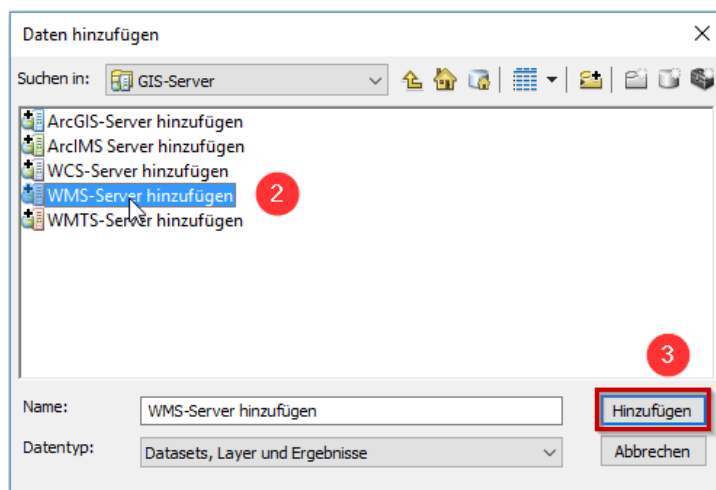 Daten hinzufügen
Suchen in: GIS-Server
ArcGIS-Server hinzufügen
ArcIMS Server hinzufügen
WCS-Server hinzufügen
WMS-Server hinzufügen 2
WMTS-Server hinzufügen
3
Name: WMS-Server hinzufügen Hinzufügen
Datentyp: Datasets, Layer und Ergebnisse Abbrechen